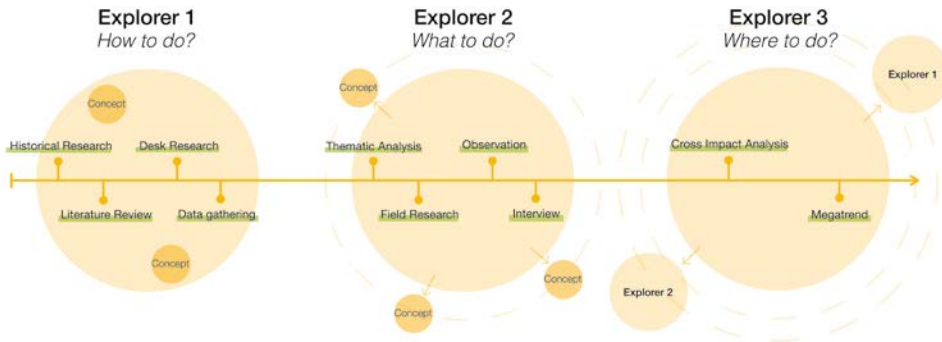 Explorer 1
How to do?
Concept
Historical Research
Desk Research
Literature Review
Data gathering
Concept
Explorer 2
What to do?
Concept
Thematic Analysis
Observation
Field Research
Interview
Concept
Concept
Explorer 3
Where to do?
Explorer 1
Cross Impact Analysis
Megatrend
Explorer 2